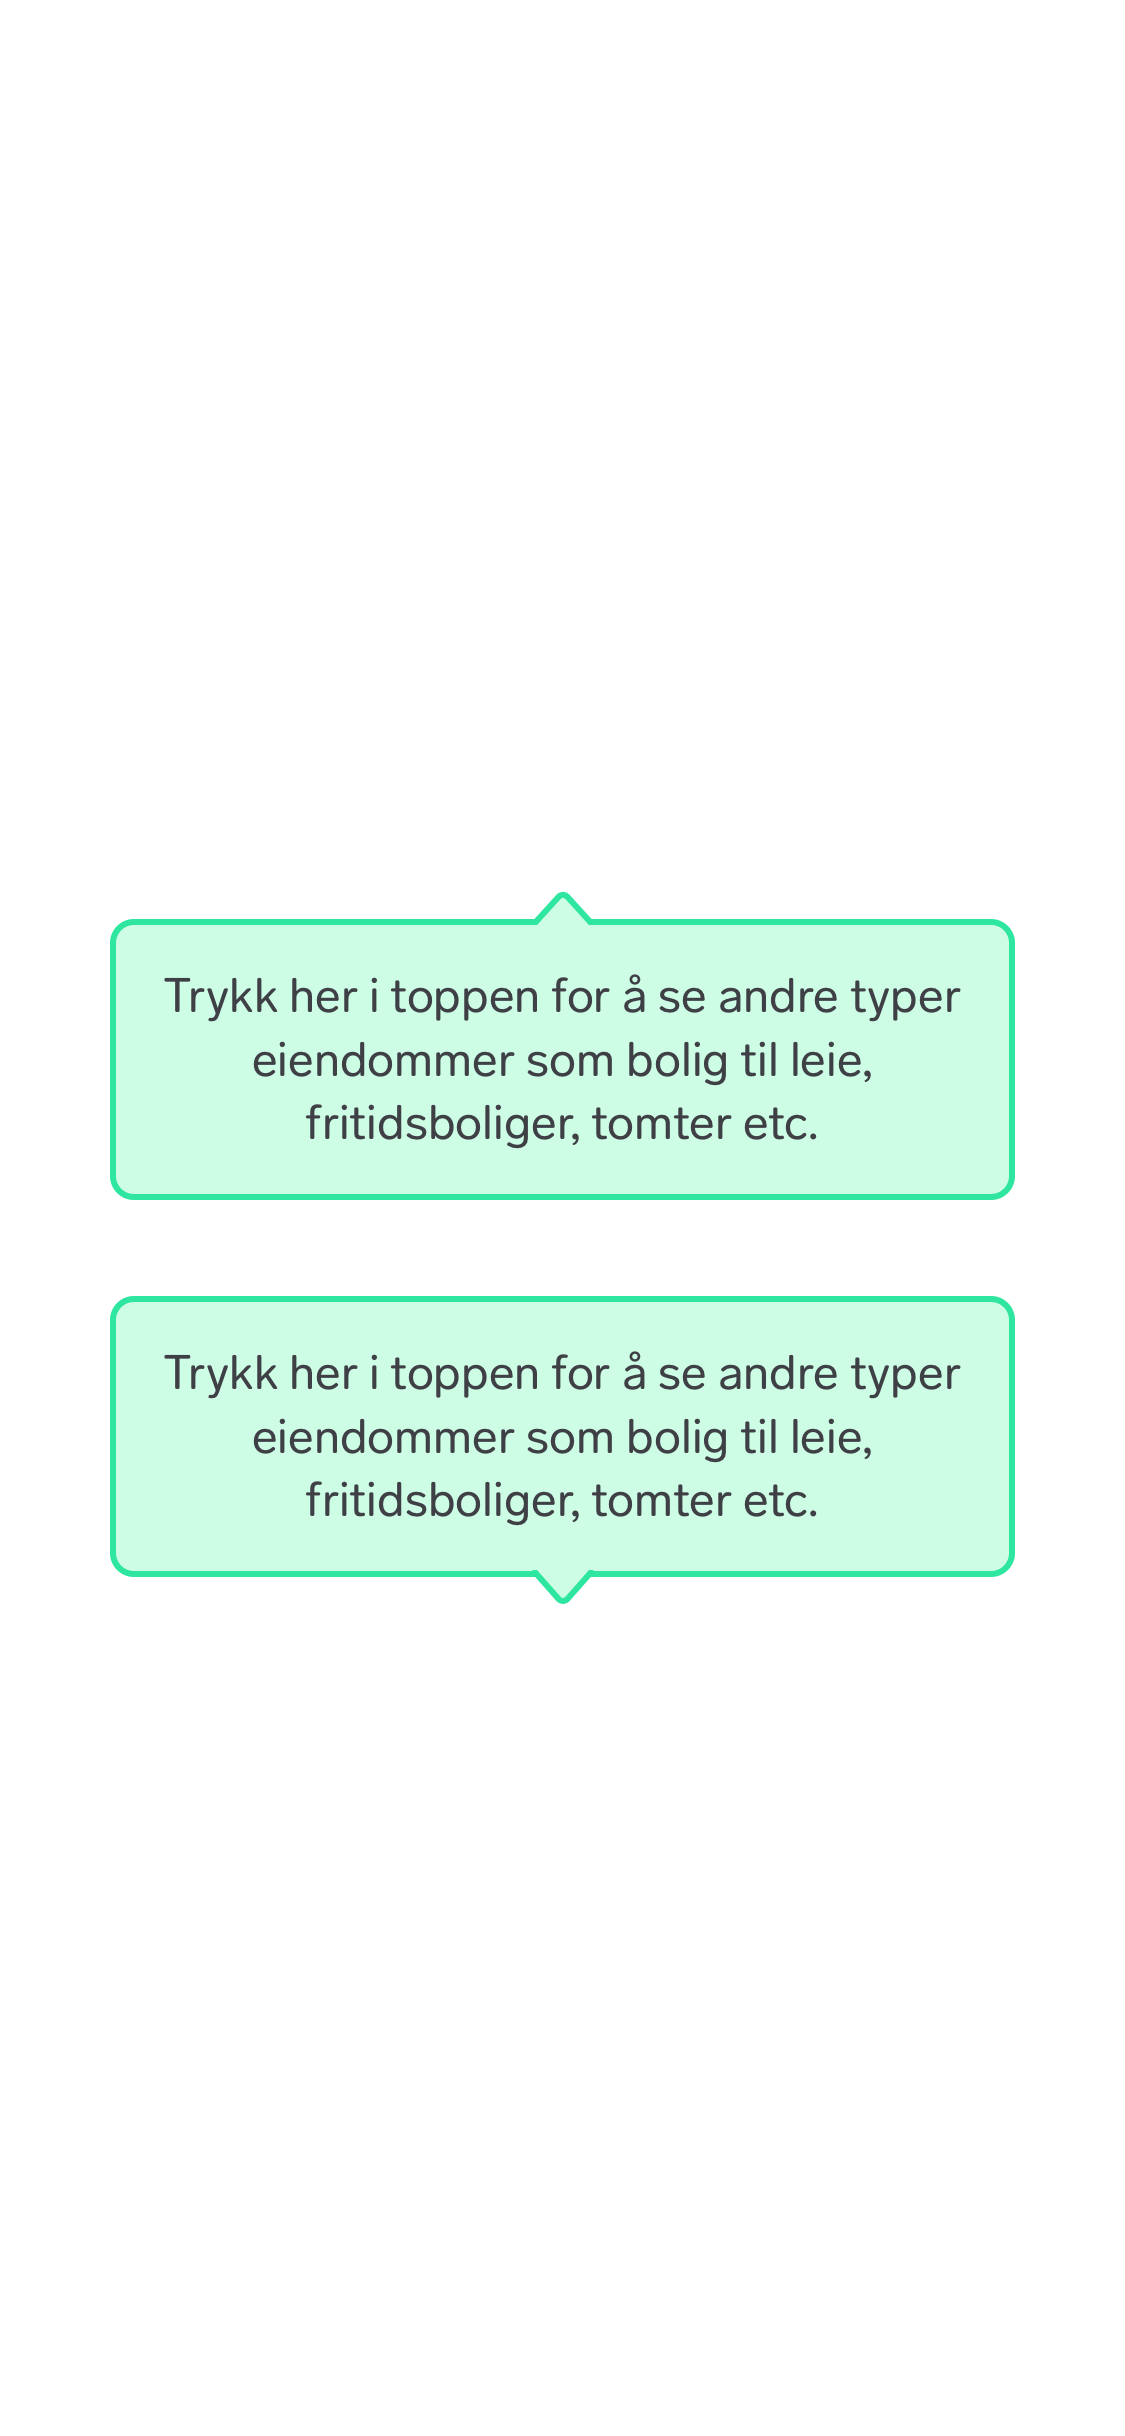 Trykk her i toppen for å se andre typer
eiendommer som bolig til leie,
fritidsboliger, tomter etc.
Trykk her i toppen for å se andre typer
eiendommer som bolig til leie,
fritidsboliger, tomter etc.